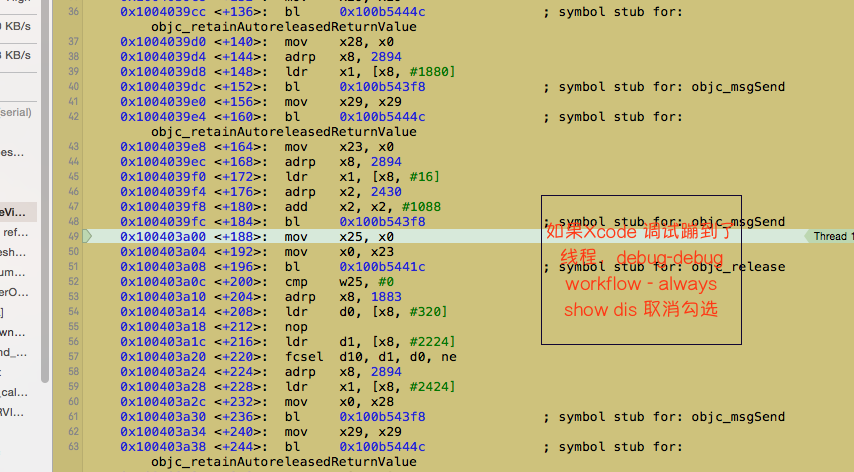 36 0x1004039cc <+136>: bl 0x100b5444c ; symbol stub for:
objc_retainAutoreleasedReturnValue
37 0x1004039d0 <+140>: mov x28, x0
38 0x1004039d4 <+144>: adrp x8, 2894
39 0x1004039d8 <+148>: ldr x1, [x8, #1880]
40 0x1004039dc <+152>: bl 0x100b543f8 ; symbol stub for: objc_msgSend
41 0x1004039e0 <+156>: mov x29, x29
42 0x1004039e4 <+160>: bl 0x100b5444c ; symbol stub for:
objc_retainAutoreleasedReturnValue
43 0x1004039e8 <+164>: mov x23, x0
44 0x1004039ec <+168>: adrp x8, 2894
45 0x1004039f0 <+172>: ldr x1, [x8, #16]
46 0x1004039f4 <+176>: adrp x2, 2430
47 0x1004039f8 <+180>: add x2, x2, #1088
48 0x1004039fc <+184>: bl 0x100b543f8 ; symbol stub for: objc_msgSend
49 0x100403a00 <+188>: mov x25, x0 Thread 1
50 0x100403a04 <+192>: mov x0, x23
51 0x100403a08 <+196>: bl 0x100b5441c ; symbol stub for: objc_release
52 0x100403a0c <+200>: cmp w25, #0
53 0x100403a10 <+204>: adrp x8, 1883
54 0x100403a14 <+208>: ldr d0, [x8, #320]
55 0x100403a18 <+212>: nop
56 0x100403a1c <+216>: ldr d1, [x8, #2224]
57 0x100403a20 <+220>: fcsel d10, d1, d0, ne
58 0x100403a24 <+224>: adrp x8, 2894
59 0x100403a28 <+228>: ldr x1, [x8, #2424]
60 0x100403a2c <+232>: mov x0, x28
61 0x100403a30 <+236>: bl 0x100b543f8 ; symbol stub for: objc_msgSend
62 0x100403a34 <+240>: mov x29, x29
63 0x100403a38 <+244>: bl 0x100b5444c ; symbol stub for:
objc_retainAutoreleasedReturnValue
如果Xcode 调试蹦到了
线程，debug-debug
workflow - always
show dis 取消勾选
KB/s
KB/s
serial)
es...
eVi...
ref...
esh...
um...
erO...
]
wn...
nd_...
_cal...
RVI...